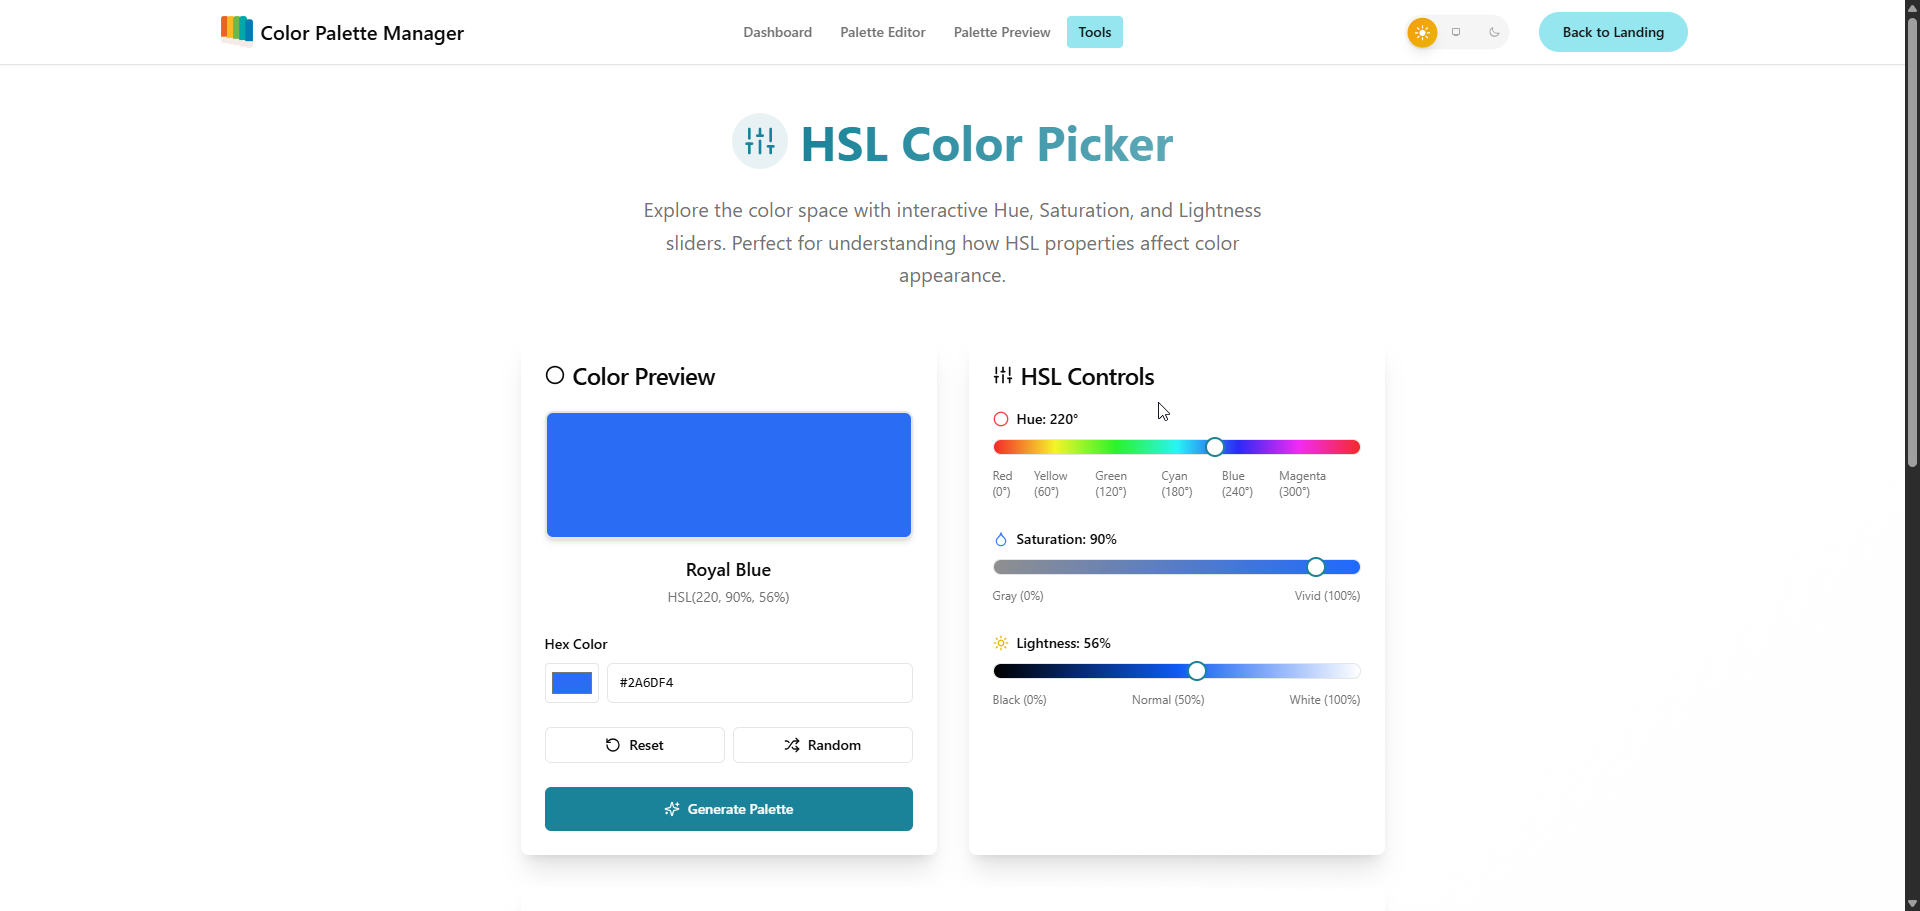 Color Palette Manager
Dashboard
Palette Editor
Palette Preview
Tools
Back to Landing
HSL Color Picker
Explore the color space with interactive Hue, Saturation, and Lightness
sliders. Perfect for understanding how HSL properties affect color
appearance.
Color Preview
Royal Blue
HSL(220, 90%, 56%)
Hex Color
#2A6DF4
Reset
Random
Generate Palette
HSL Controls
Hue: 220°
Red (0°)
Yellow (60°)
Green (120°)
Cyan (180°)
Blue (240°)
Magenta (300°)
Saturation: 90%
Gray (0%)
Vivid (100%)
Lightness: 56%
Black (0%)
Normal (50%)
White (100%)